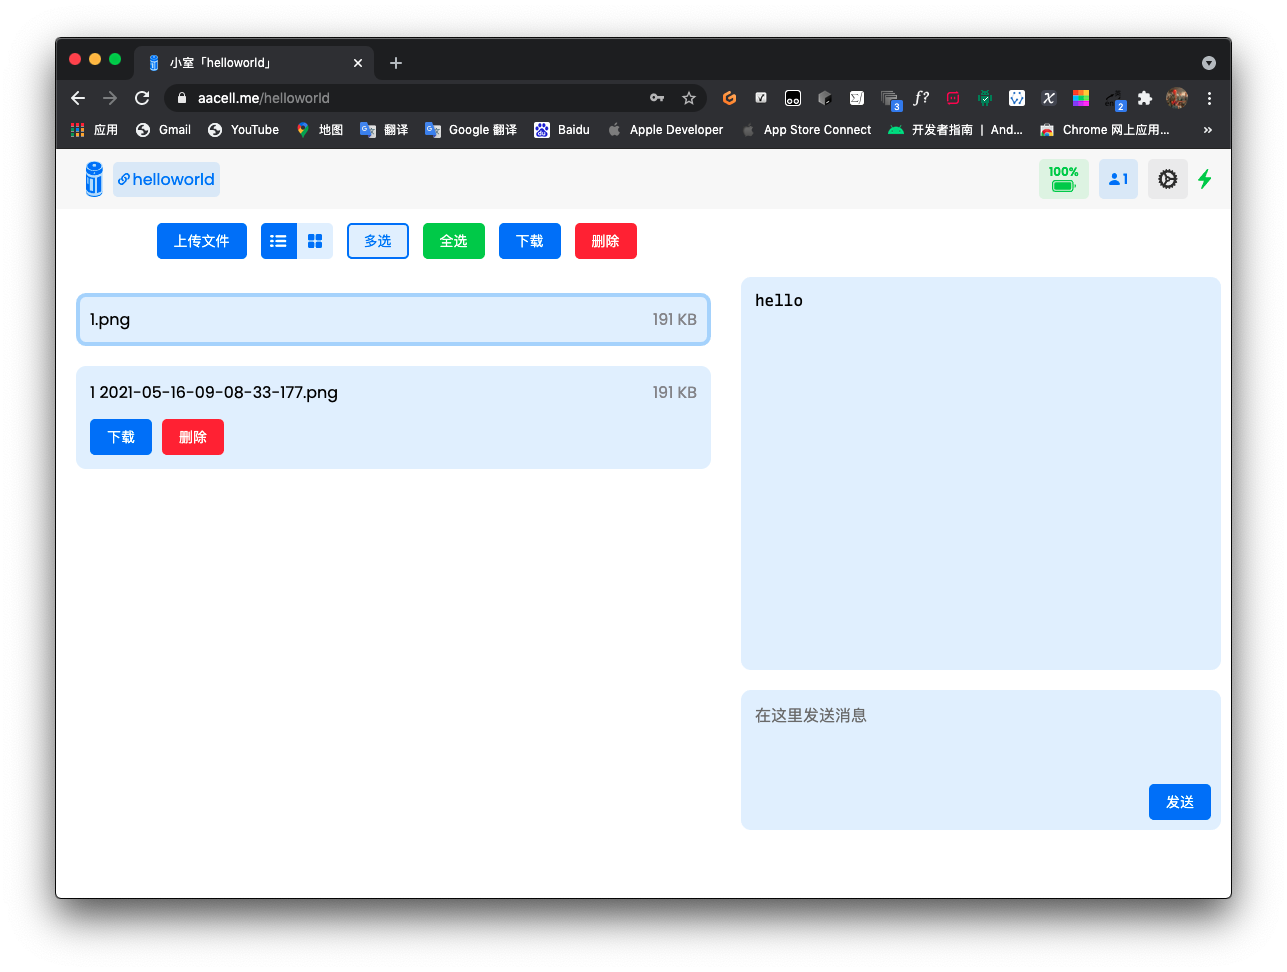 小室「helloworld」
aacell.me/helloworld
f?
3
2
应用
Gmail
YouTube
地图
翻译
Google 翻译
Baidu
Apple Developer
App Store Connect
开发者指南 | And...
Chrome 网上应用...
»
helloworld
100%
1
上传文件
多选
全选
下载
删除
1.png
191 KB
1 2021-05-16-09-08-33-177.png
191 KB
下载
删除
hello
在这里发送消息
发送